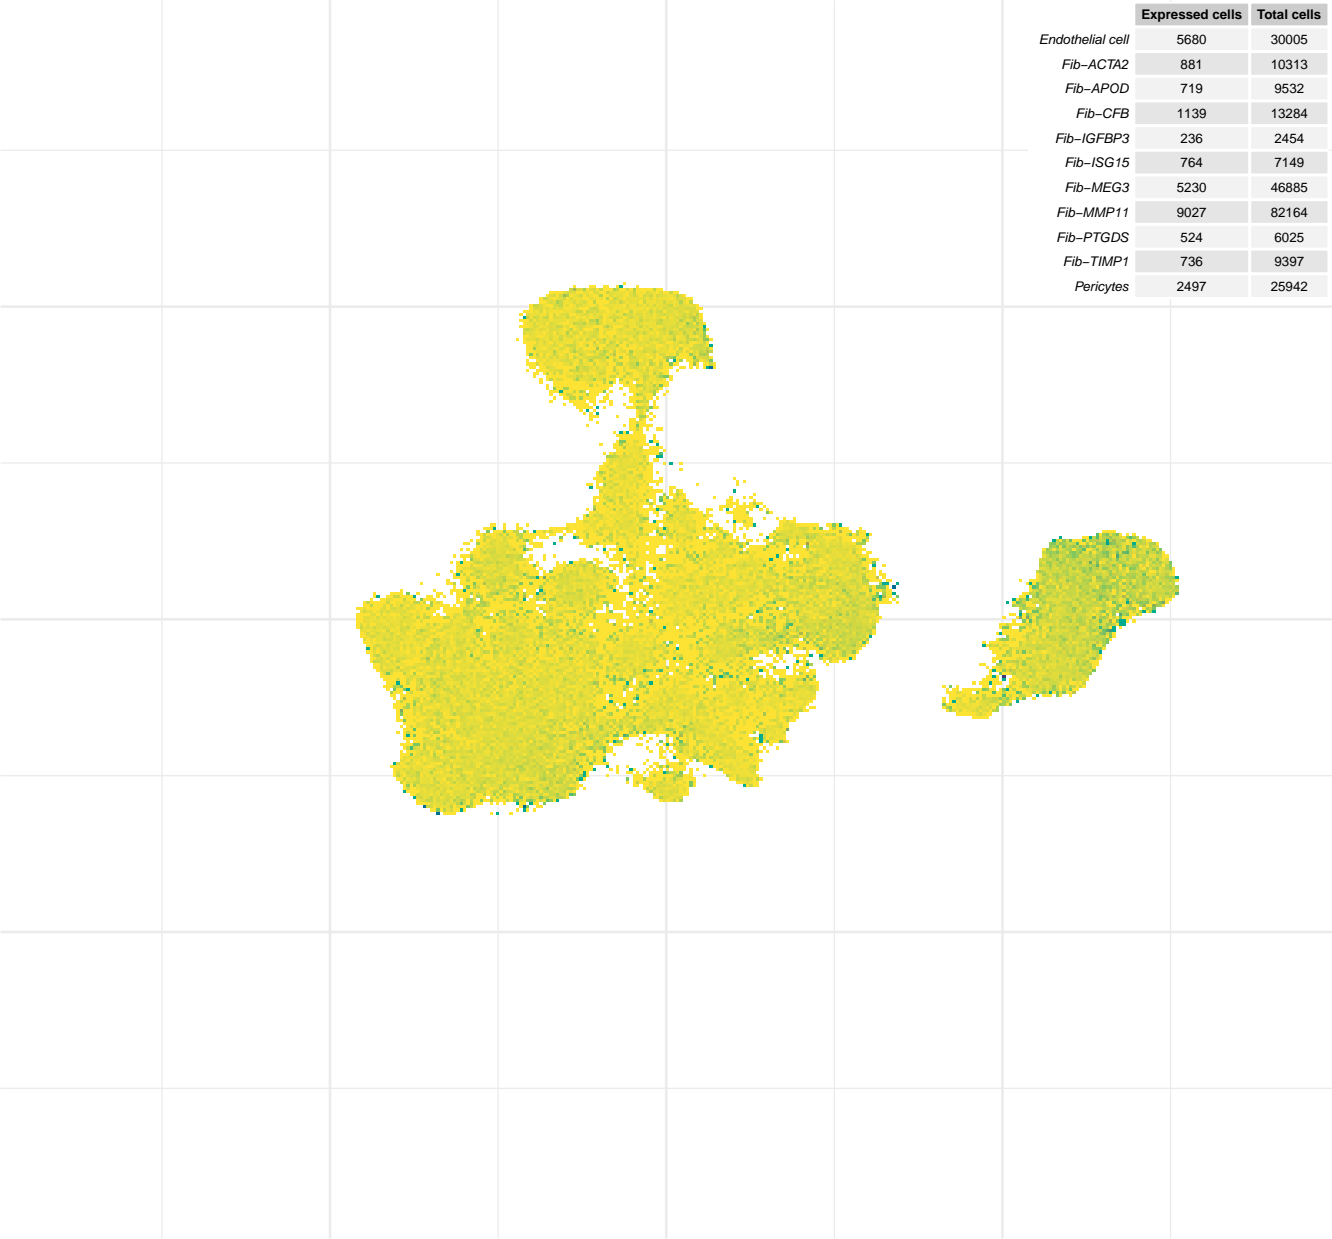 Expressed cells Total cells
Endothelial cell 5680 30005
Fib−ACTA2 881 10313
Fib−APOD 719 9532
Fib−CFB 1139 13284
Fib−IGFBP3 236 2454
Fib−ISG15 764 7149
Fib−MEG3 5230 46885
Fib−MMP11 9027 82164
Fib−PTGDS 524 6025
Fib−TIMP1 736 9397
Pericytes 2497 25942